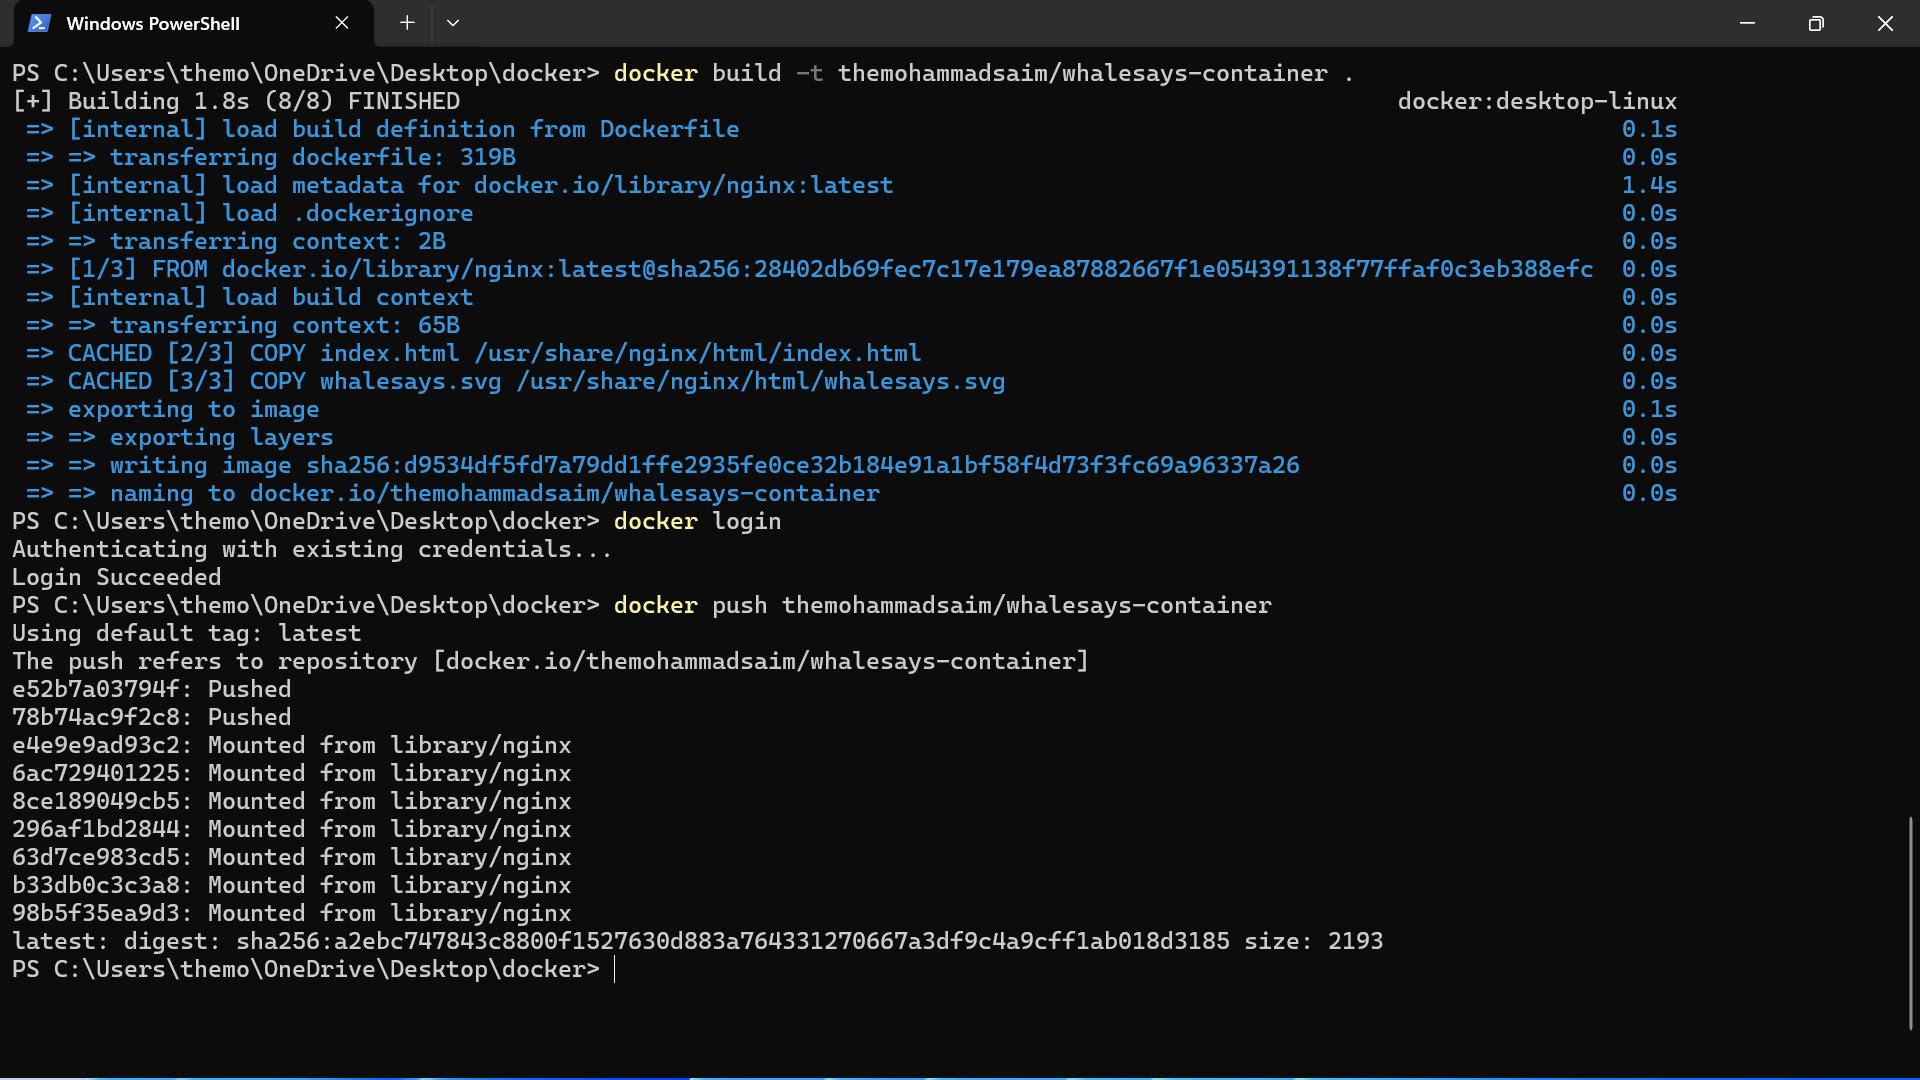 Windows PowerShell
PS C:\Users\themo\OneDrive\Desktop\docker> docker build -t themohammadsaim/whalesays-container .
[+] Building 1.8s (8/8) FINISHED docker:desktop-linux
=> [internal] load build definition from Dockerfile 0.1s
=> => transferring dockerfile: 319B 0.0s
=> [internal] load metadata for docker.io/library/nginx:latest 1.4s
=> [internal] load .dockerignore 0.0s
=> => transferring context: 2B 0.0s
=> [1/3] FROM docker.io/library/nginx:latest@sha256:28402db69fec7c17e179ea87882667f1e054391138f77ffaf0c3eb388efc 0.0s
=> [internal] load build context 0.0s
=> => transferring context: 65B 0.0s
=> CACHED [2/3] COPY index.html /usr/share/nginx/html/index.html 0.0s
=> CACHED [3/3] COPY whalesays.svg /usr/share/nginx/html/whalesays.svg 0.0s
=> exporting to image 0.1s
=> => exporting layers 0.0s
=> => writing image sha256:d9534df5fd7a79dd1ffe2935fe0ce32b184e91a1bf58f4d73f3fc69a96337a26 0.0s
=> => naming to docker.io/themohammadsaim/whalesays-container 0.0s
PS C:\Users\themo\OneDrive\Desktop\docker> docker login
Authenticating with existing credentials...
Login Succeeded
PS C:\Users\themo\OneDrive\Desktop\docker> docker push themohammadsaim/whalesays-container
Using default tag: latest
The push refers to repository [docker.io/themohammadsaim/whalesays-container]
e52b7a03794f: Pushed
78b74ac9f2c8: Pushed
e4e9e9ad93c2: Mounted from library/nginx
6ac729401225: Mounted from library/nginx
8ce189049cb5: Mounted from library/nginx
296af1bd2844: Mounted from library/nginx
63d7ce983cd5: Mounted from library/nginx
b33db0c3c3a8: Mounted from library/nginx
98b5f35ea9d3: Mounted from library/nginx
latest: digest: sha256:a2ebc747843c8800f1527630d883a764331270667a3df9c4a9cff1ab018d3185 size: 2193
PS C:\Users\themo\OneDrive\Desktop\docker>